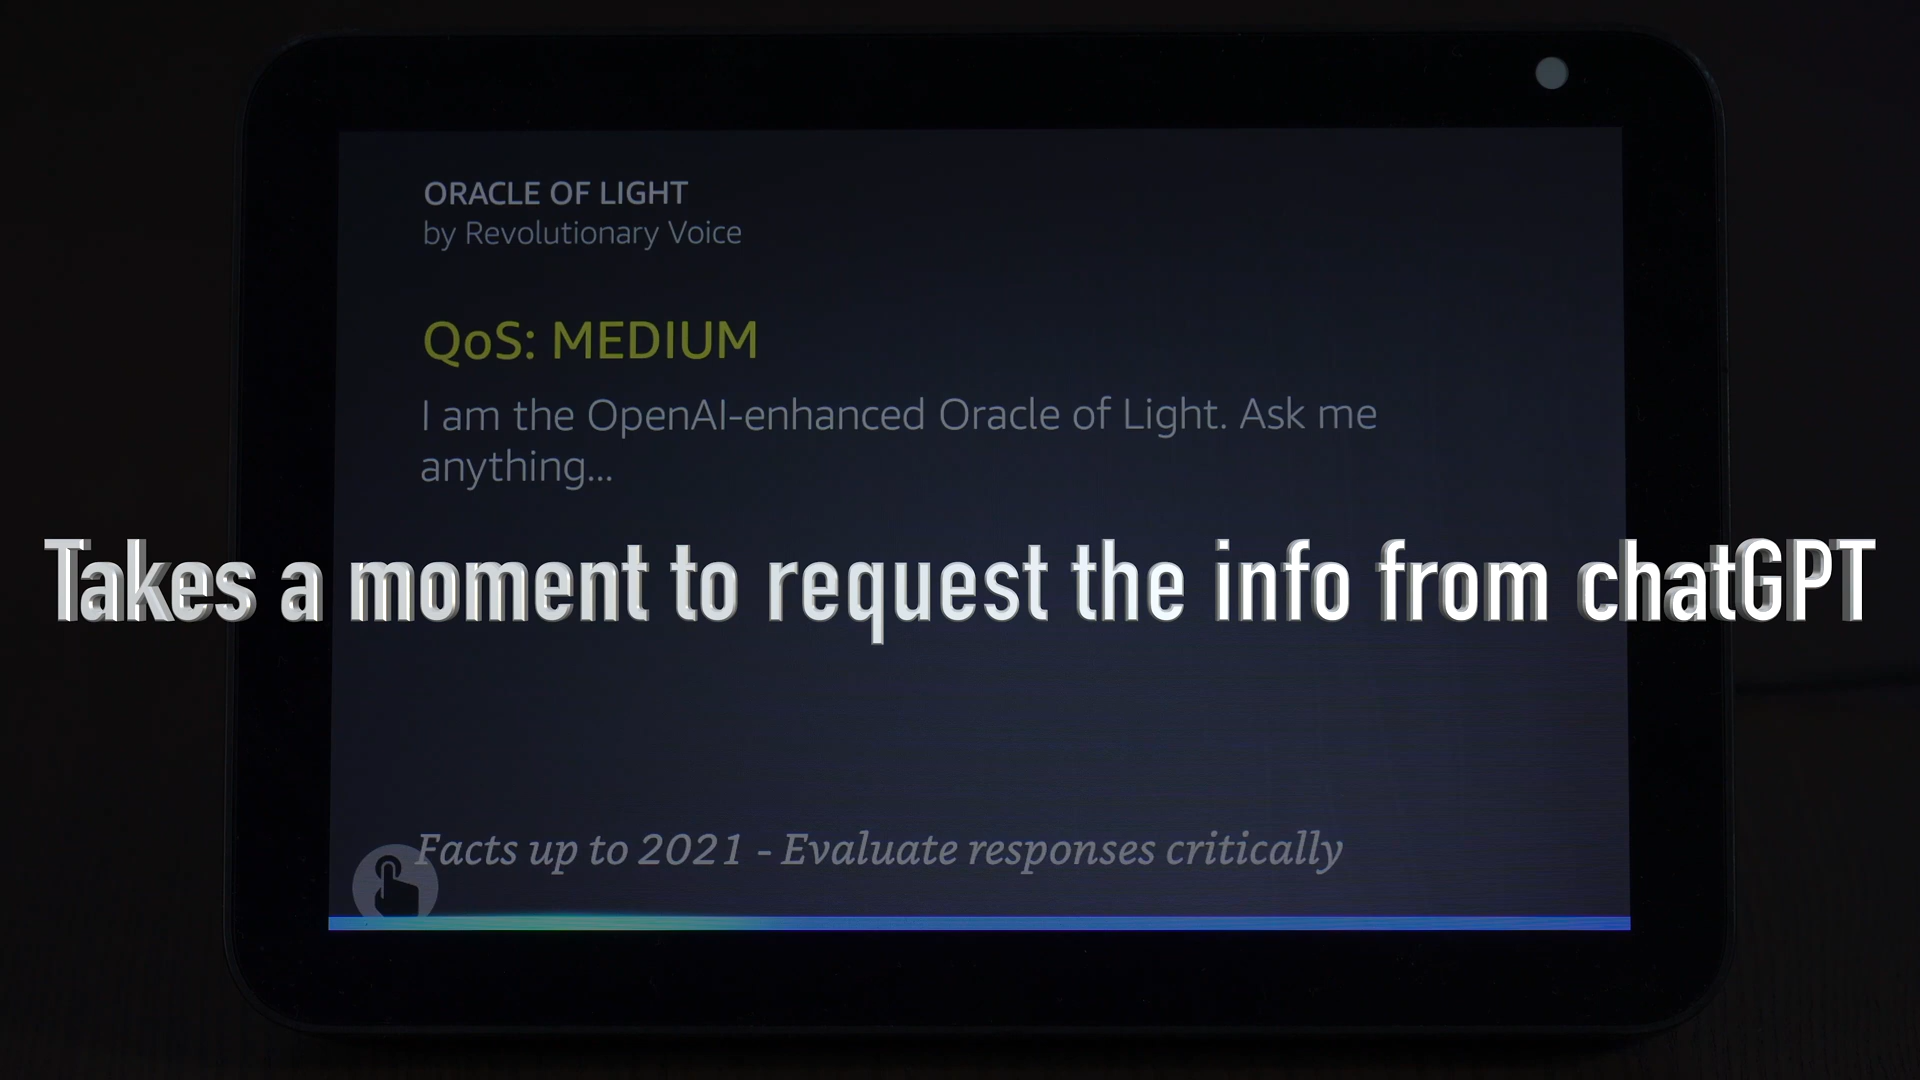 ORACLE OF LIGHT
by Revolutionary Voice
QoS: MEDIUM
I am the OpenAI-enhanced Oracle of Light. Ask me
anything...
Takes a moment to request the info from chatGPT
Facts up to 2021 - Evaluate responses critically